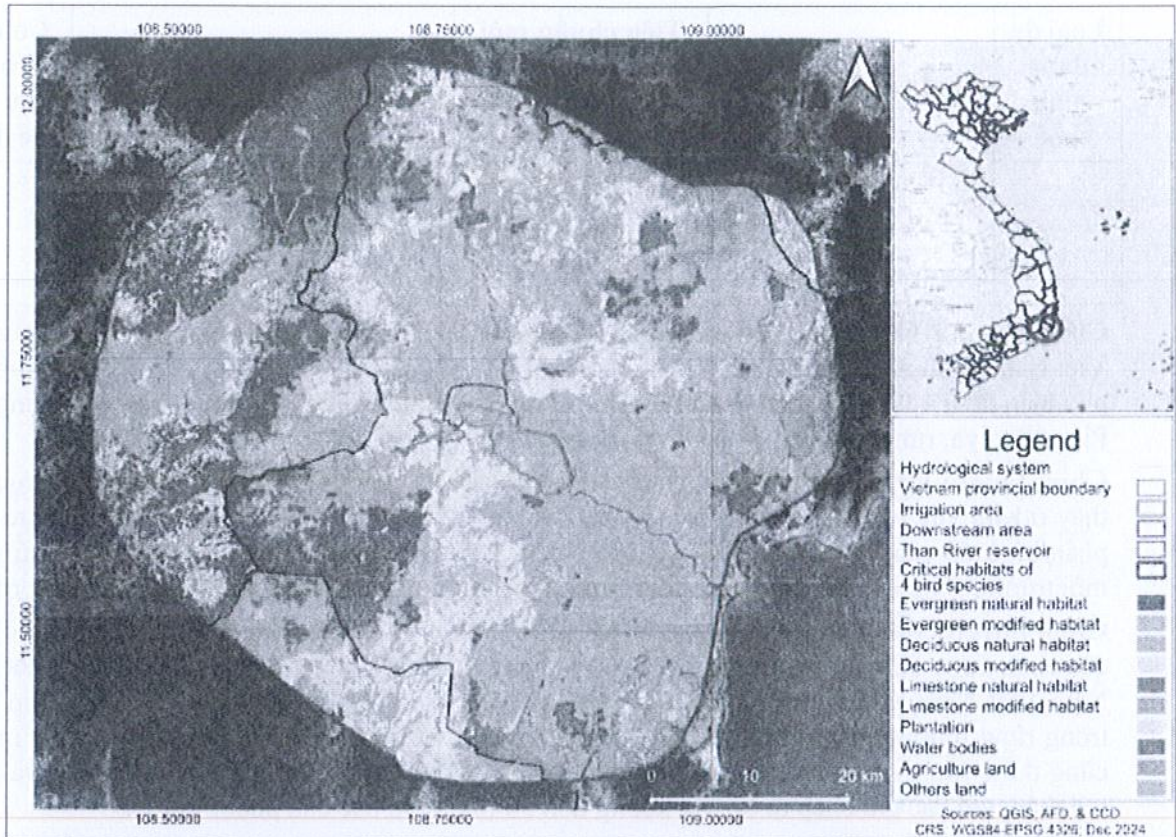 108.50000 108.75000 109.00000
12.00000
11.75000
11.50000
Legend
Hydrological system
Vietnam provincial boundary
Irrigation area
Downstream area
Than River reservoir
Critical habitats of
4 bird species
Evergreen natural habitat
Evergreen modified habitat
Deciduous natural habitat
Deciduous modified habitat
Limestone natural habitat
Limestone modified habitat
Plantation
Water bodies
Agriculture land
Others land
0 10 20 km
108.50000 108.75000 109.00000
Sources: QGIS, AFD, & CCD
CRS: WGS84-EPSG 4326; Dec 2024